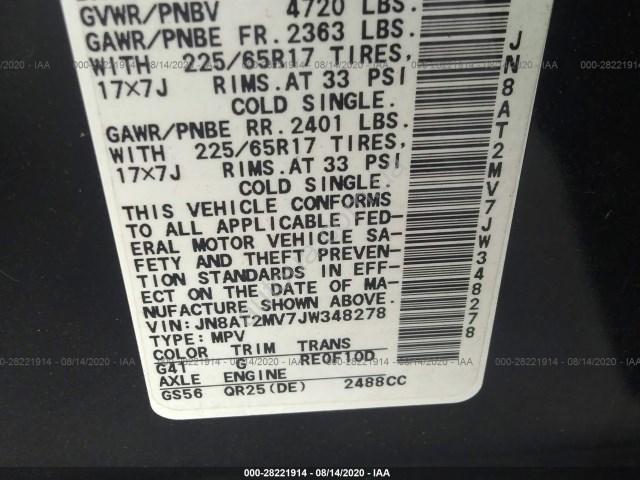 GVWR/PNBV 4720 LBS.
GAWR/PNBE FR. 2363 LBS.
WITH 225/65R17 TIRES,
17×7J RIMS.AT 33 PSI
COLD SINGLE.
GAWR/PNBE RR. 2401 LBS.
WITH 225/65R17 TIRES,
17×7J RIMS.AT 33 PSI
COLD SINGLE.
THIS VEHICLE CONFORMS
TO ALL APPLICABLE FED-
ERAL MOTOR VEHICLE SA-
FETY AND THEFT PREVEN-
TION STANDARDS IN EFF-
ECT ON THE DATE OF MA-
NUFACTURE SHOWN ABOVE.
VIN: JN8AT2MV7JW348278
TYPE: MPV
COLOR TRIM TRANS
G41 G RE0F10D
AXLE ENGINE
GS56 QR25(DE) 2488CC
JN8AT2MV7JW348278
000-28221914 - 08/14/2020 - IAA